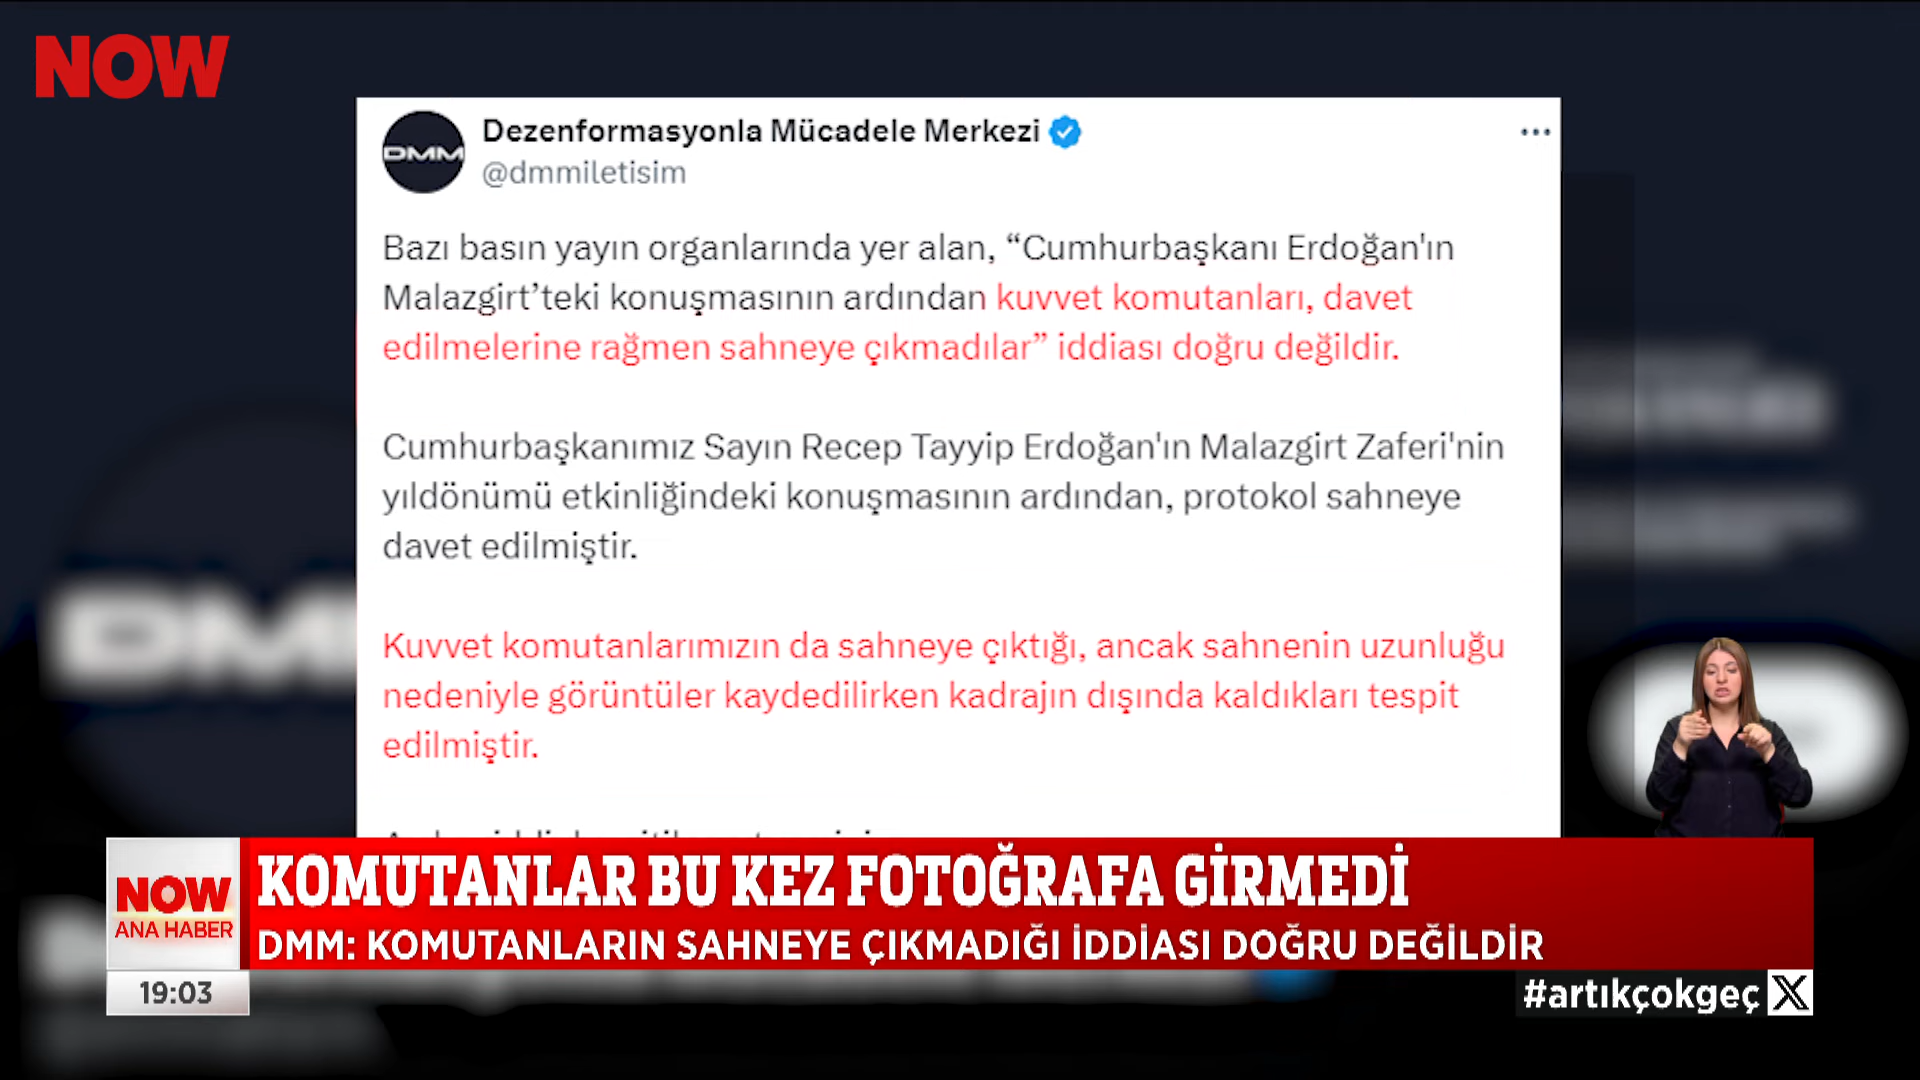 NOW
DMM
Dezenformasyonla Mücadele Merkezi
@dmmiletisim
Bazı basın yayın organlarında yer alan, “Cumhurbaşkanı Erdoğan'ın
Malazgirt’teki konuşmasının ardından kuvvet komutanları, davet
edilmelerine rağmen sahneye çıkmadılar” iddiası doğru değildir.
Cumhurbaşkanımız Sayın Recep Tayyip Erdoğan'ın Malazgirt Zaferi'nin
yıldönümü etkinliğindeki konuşmasının ardından, protokol sahneye
davet edilmiştir.
Kuvvet komutanlarımızın da sahneye çıktığı, ancak sahnenin uzunluğu
nedeniyle görüntüler kaydedilirken kadrajın dışında kaldıkları tespit
edilmiştir.
NOW
ANA HABER
KOMUTANLAR BU KEZ FOTOĞRAFA GİRMEDİ
DMM: KOMUTANLARIN SAHNEYE ÇIKMADIĞI İDDİASI DOĞRU DEĞİLDİR
19:03
#artıkçokgeç X